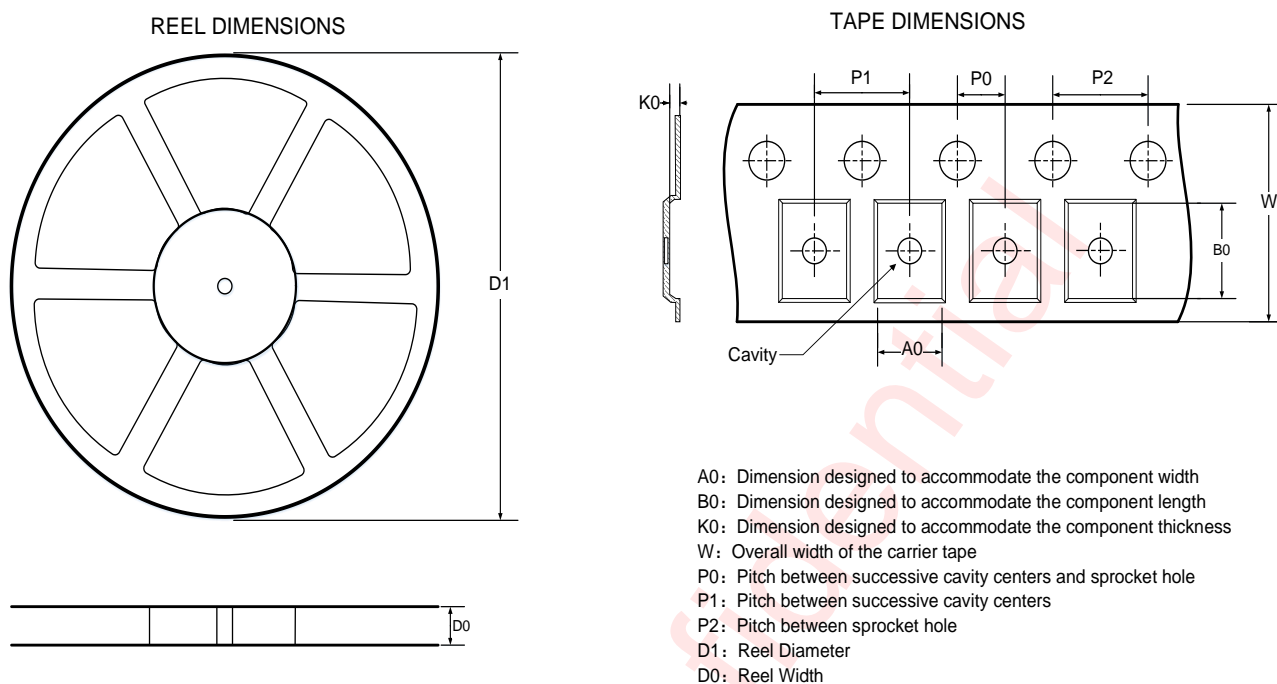 REEL DIMENSIONS
TAPE DIMENSIONS
P1
P0
P2
K0
W
B0
D1
Cavity
A0
D0
A0：Dimension designed to accommodate the component width
B0：Dimension designed to accommodate the component length
K0：Dimension designed to accommodate the component thickness
W：Overall width of the carrier tape
P0：Pitch between successive cavity centers and sprocket hole
P1：Pitch between successive cavity centers
P2：Pitch between sprocket hole
D1：Reel Diameter
D0：Reel Width
fidential